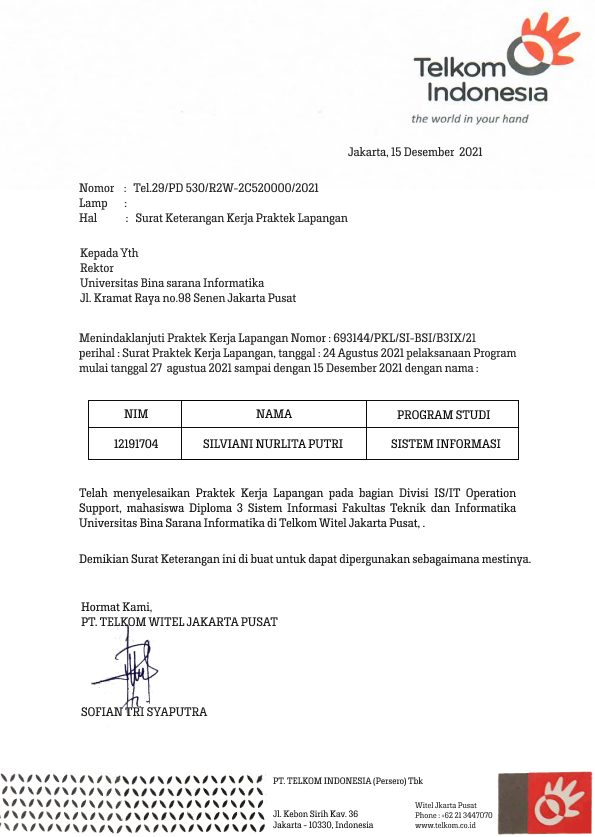 Telkom
Indonesia
the world in your hand
Jakarta, 15 Desember 2021
Nomor : Tel.29/PD 530/R2W-2C520000/2021
Lamp :
Hal : Surat Keterangan Kerja Praktek Lapangan
Kepada Yth
Rektor
Universitas Bina sarana Informatika
Jl. Kramat Raya no.98 Senen Jakarta Pusat
Menindaklanjuti Praktek Kerja Lapangan Nomor : 693144/PKL/SI-BSI/B3IX/21
perihal : Surat Praktek Kerja Lapangan, tanggal : 24 Agustus 2021 pelaksanaan Program
mulai tanggal 27 agustua 2021 sampai dengan 15 Desember 2021 dengan nama :
NIM NAMA PROGRAM STUDI
12191704 SILVIANI NURLITA PUTRI SISTEM INFORMASI
Telah menyelesaikan Praktek Kerja Lapangan pada bagian Divisi IS/IT Operation
Support, mahasiswa Diploma 3 Sistem Informasi Fakultas Teknik dan Informatika
Universitas Bina Sarana Informatika di Telkom Witel Jakarta Pusat, .
Demikian Surat Keterangan ini di buat untuk dapat dipergunakan sebagaimana mestinya.
Hormat Kami,
PT. TELKOM WITEL JAKARTA PUSAT
SOFIAN TRI SYAPUTRA
PT. TELKOM INDONESIA (Persero) Tbk
Jl. Kebon Sirih Kav. 36
Jakarta - 10330, Indonesia
Witel Jkarta Pusat
Phone : +62 21 3447070
www.telkom.co.id